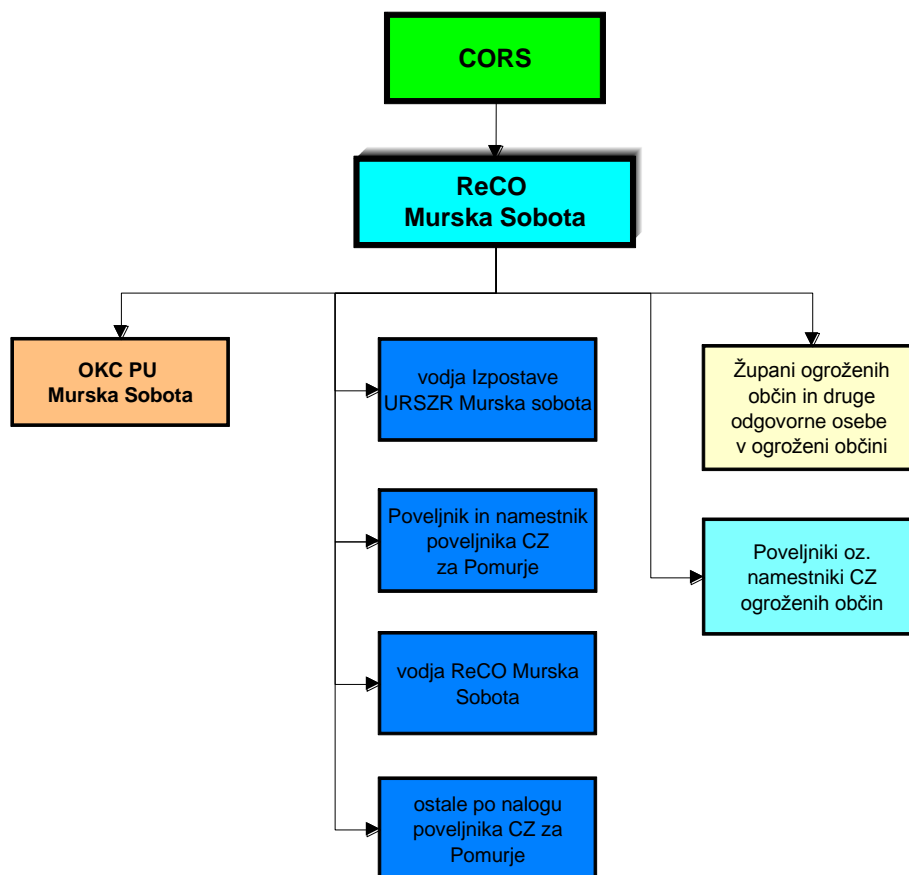 CORS
ReCO
Murska Sobota
OKC PU
Murska Sobota
vodja Izpostave
URSZR Murska sobota
Poveljnik in namestnik
poveljnika CZ
za Pomurje
vodja ReCO Murska
Sobota
ostale po nalogu
poveljnika CZ za
Pomurje
Župani ogroženih
občin in druge
odgovorne osebe
v ogroženi občini
Poveljniki oz.
namestniki CZ
ogroženih občin